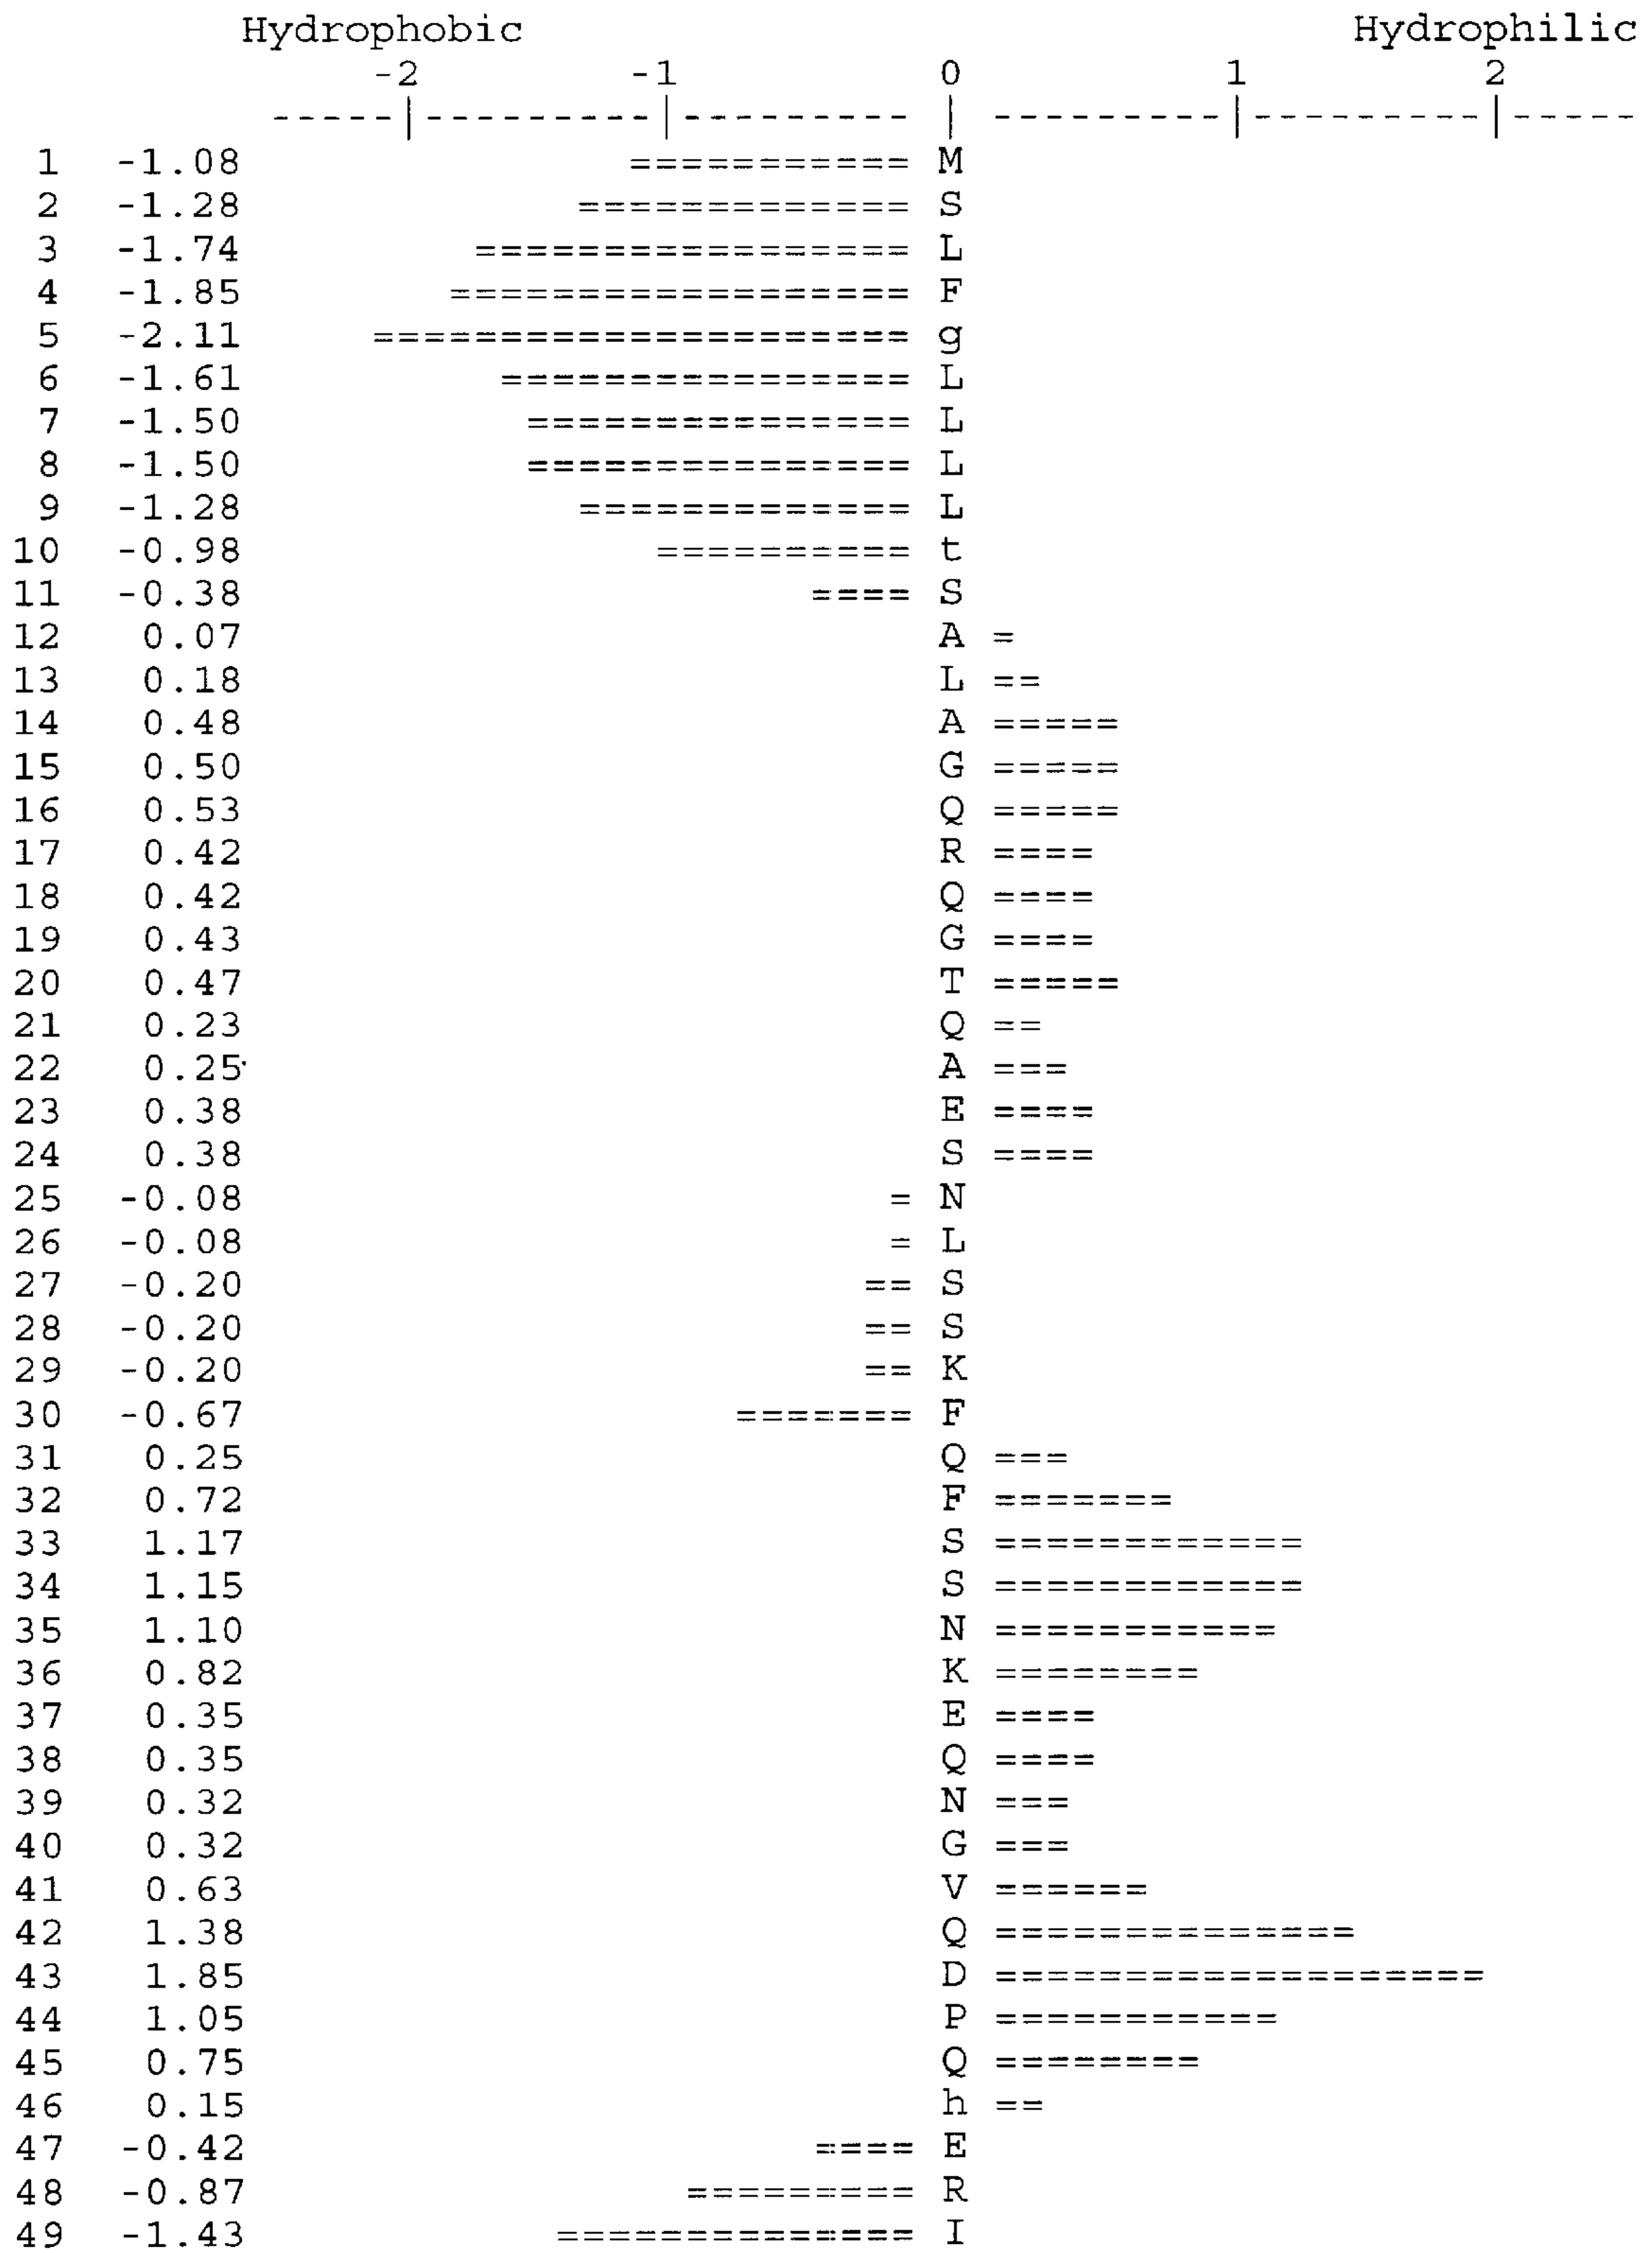 Hydrophobic Hydrophilic
-2 -1 0 1 2
-----|---------|--------- | ---------|---------|-----
1 -1.08 =========== M
2 -1.28 ============= S
3 -1.74 ================= L
4 -1.85 ================== F
5 -2.11 ===================== g
6 -1.61 ================ L
7 -1.50 =============== L
8 -1.50 =============== L
9 -1.28 ============= L
10 -0.98 ========== t
11 -0.38 ==== S
12 0.07 A =
13 0.18 L ==
14 0.48 A =====
15 0.50 G =====
16 0.53 Q =====
17 0.42 R ====
18 0.42 Q ====
19 0.43 G ====
20 0.47 T =====
21 0.23 Q ==
22 0.25 A ===
23 0.38 E ====
24 0.38 S ====
25 -0.08 = N
26 -0.08 = L
27 -0.20 == S
28 -0.20 == S
29 -0.20 == K
30 -0.67 ======= F
31 0.25 Q ===
32 0.72 F =======
33 1.17 S ============
34 1.15 S ============
35 1.10 N ===========
36 0.82 K ========
37 0.35 E ====
38 0.35 Q ====
39 0.32 N ===
40 0.32 G ===
41 0.63 V ======
42 1.38 Q ==============
43 1.85 D ===================
44 1.05 P ===========
45 0.75 Q ========
46 0.15 h ==
47 -0.42 ==== E
48 -0.87 ========= R
49 -1.43 ============== I